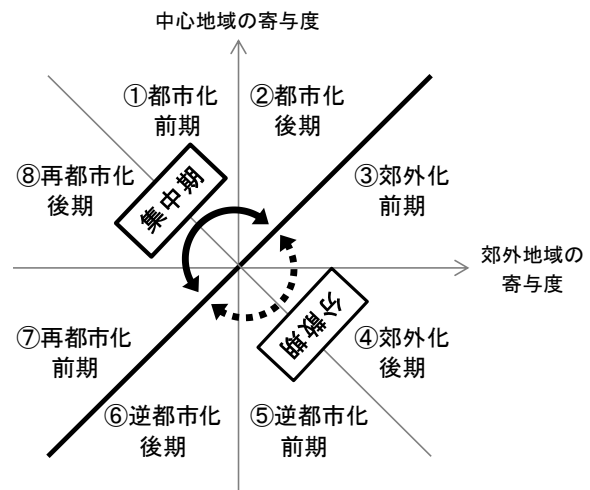 中心地域の寄与度
①都市化
前期
②都市化
後期
③郊外化
前期
⑧再都市化
後期
集中期
郊外地域の
寄与度
分散期
④郊外化
後期
⑦再都市化
前期
⑥逆都市化
後期
⑤逆都市化
前期